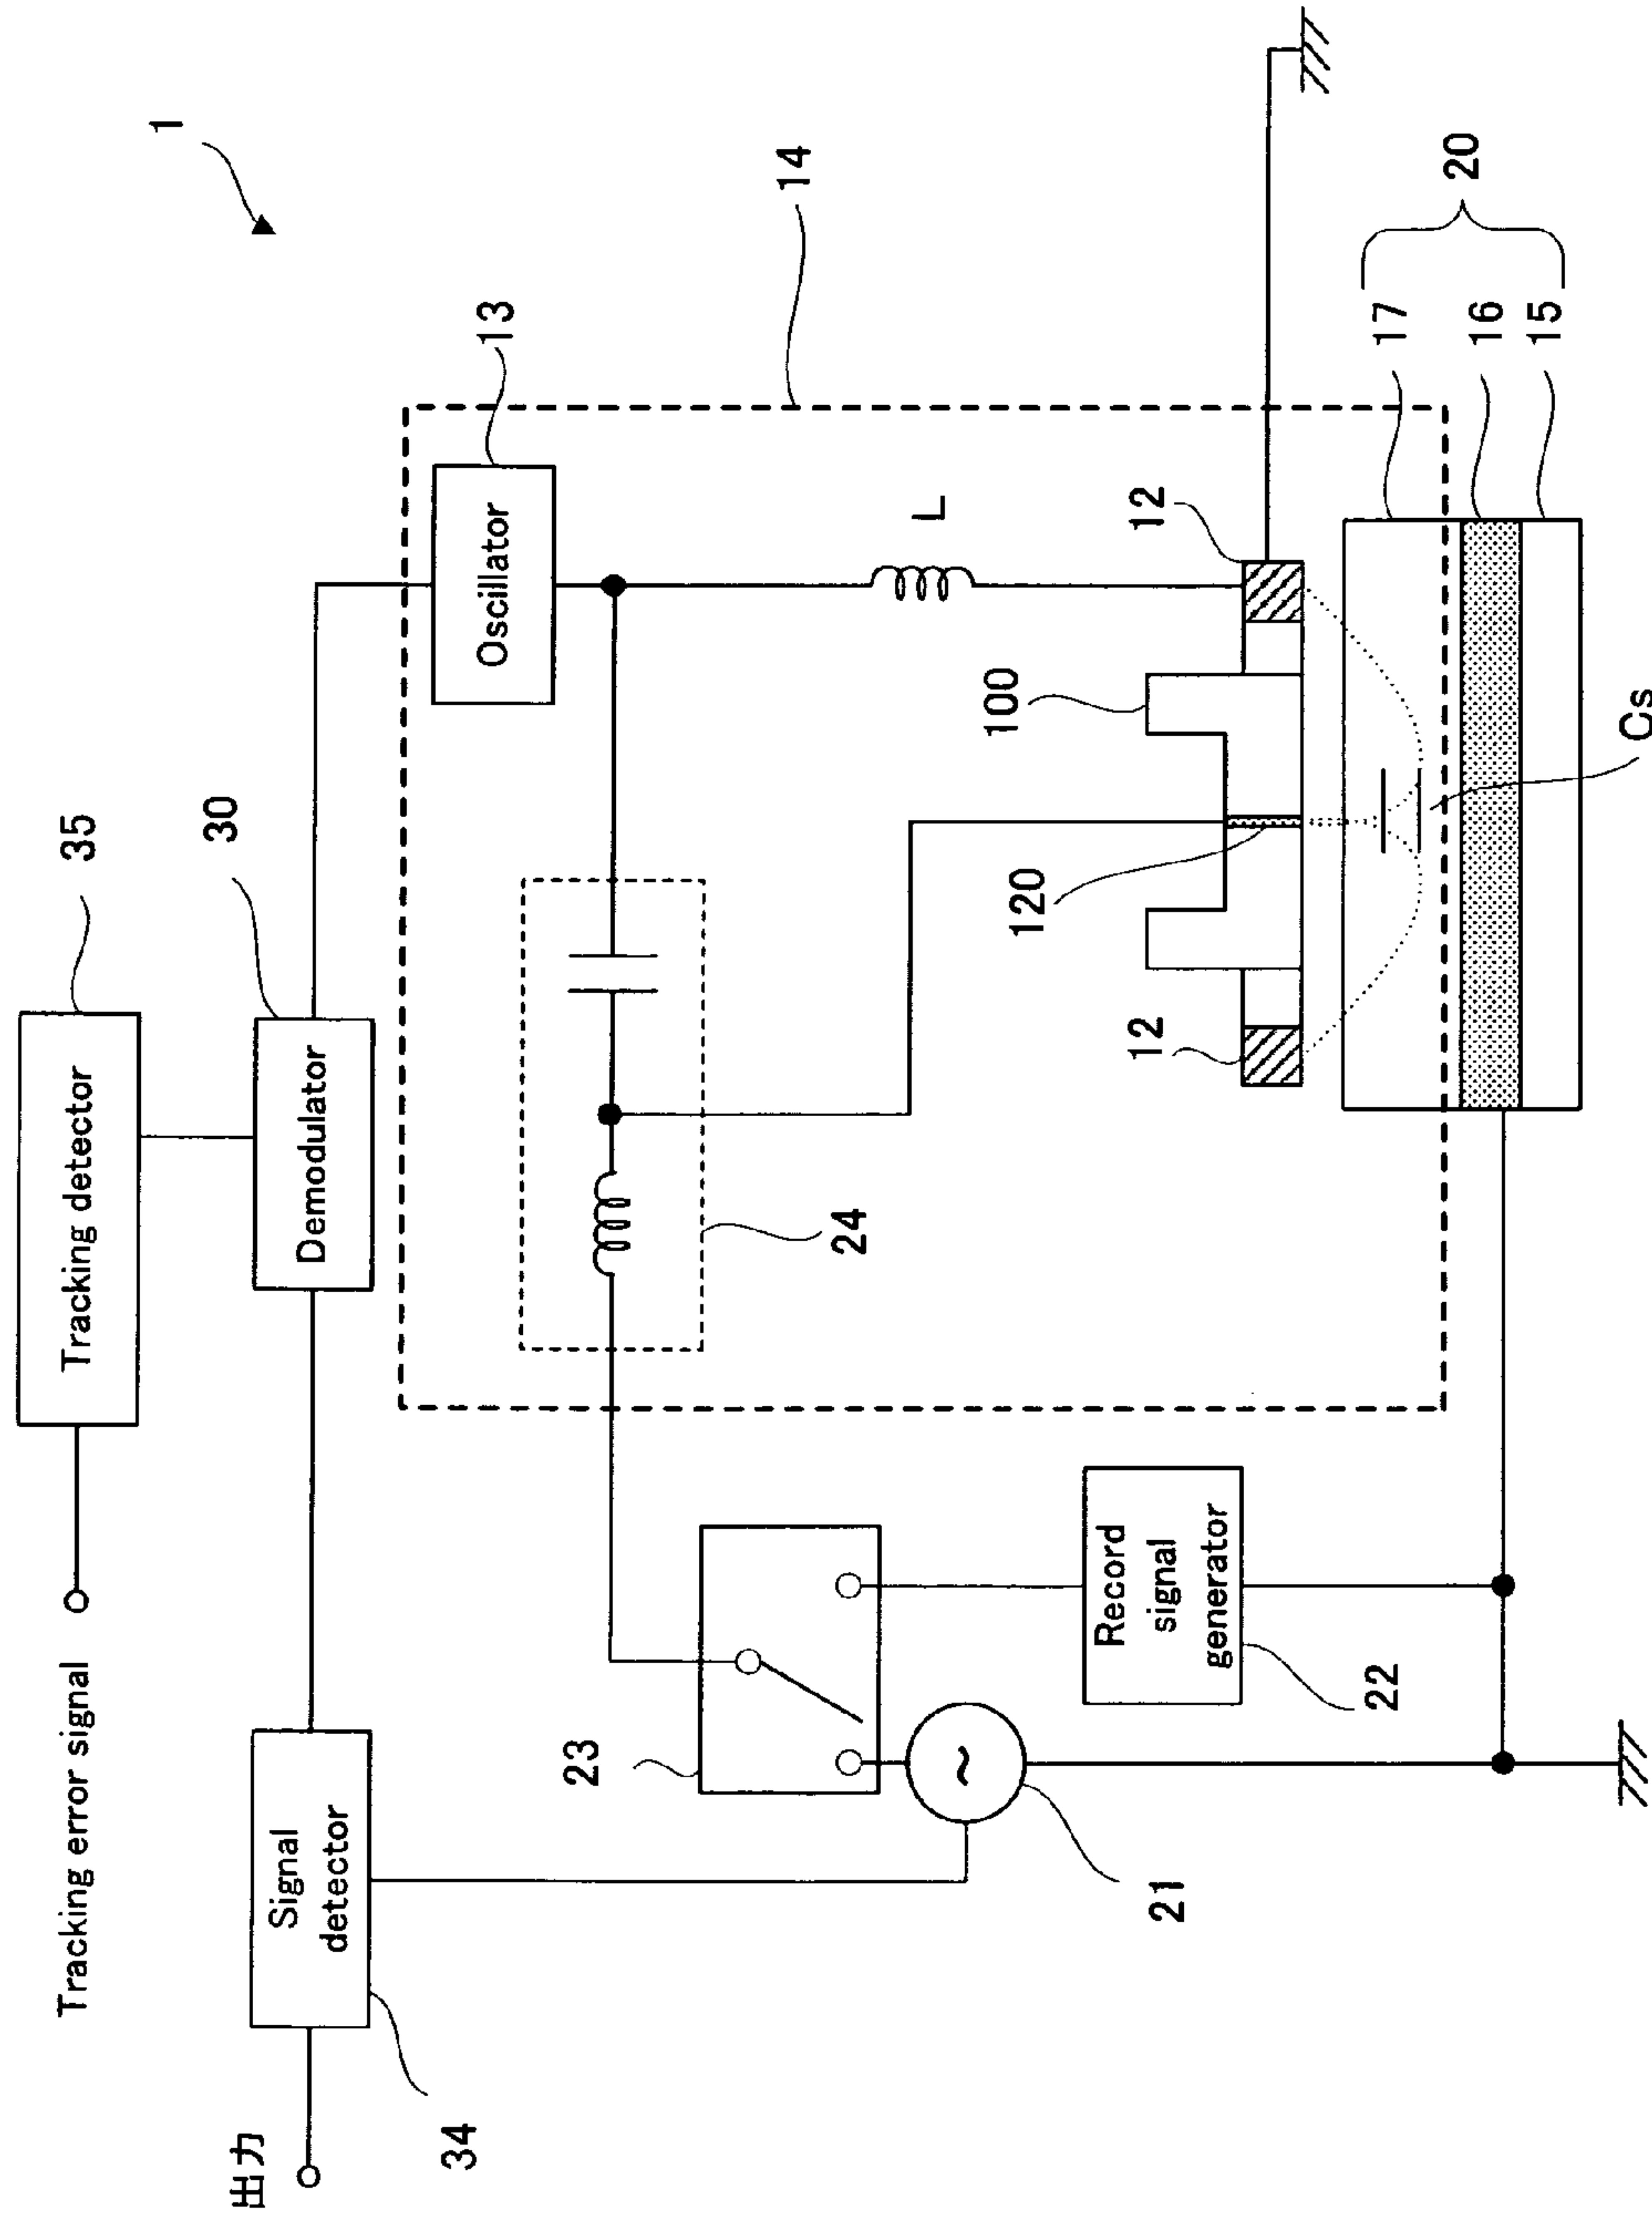 1
Tracking error signal
Tracking detector
35
出力
34
Signal
detector
Demodulator
30
Oscillator
13
14
24
L
23
~
21
Record
signal
generator
22
12
120
100
12
17
16
15
20
Cs